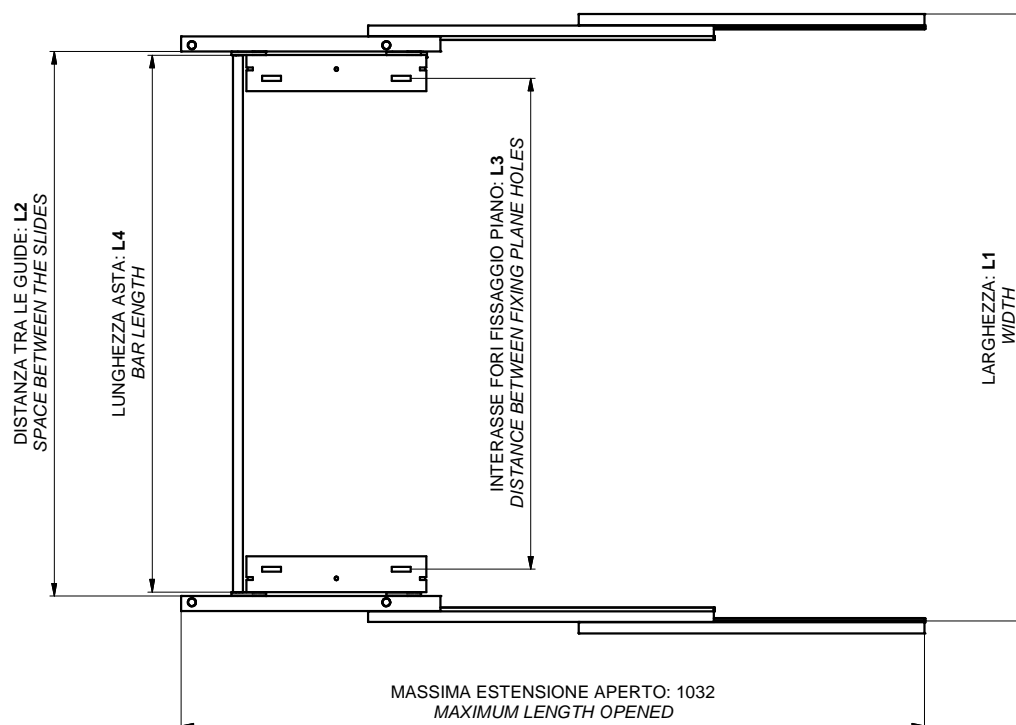 DISTANZA TRA LE GUIDE: L2
SPACE BETWEEN THE SLIDES
LUNGHEZZA ASTA: L4
BAR LENGTH
INTERASSE FORI FISSAGGIO PIANO: L3
DISTANCE BETWEEN FIXING PLANE HOLES
LARGHEZZA: L1
WIDTH
MASSIMA ESTENSIONE APERTO: 1032
MAXIMUM LENGTH OPENED